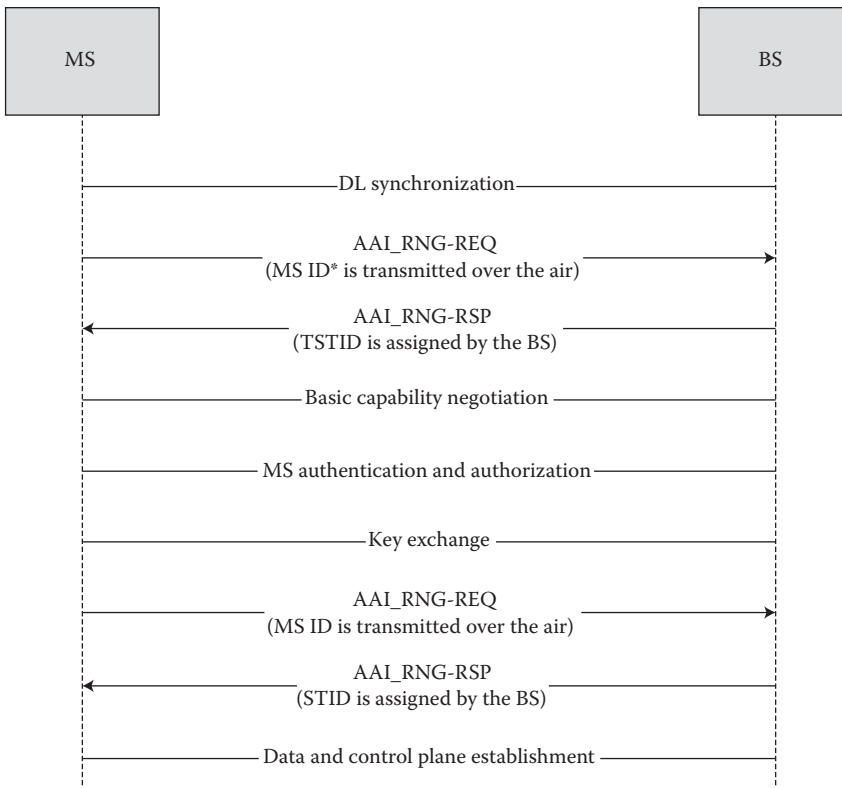 MS
BS
DL synchronization
AAI_RNG-REQ
(MS ID* is transmitted over the air)
AAI_RNG-RSP
(TSTID is assigned by the BS)
Basic capability negotiation
MS authentication and authorization
Key exchange
AAI_RNG-REQ
(MS ID is transmitted over the air)
AAI_RNG-RSP
(STID is assigned by the BS)
Data and control plane establishment